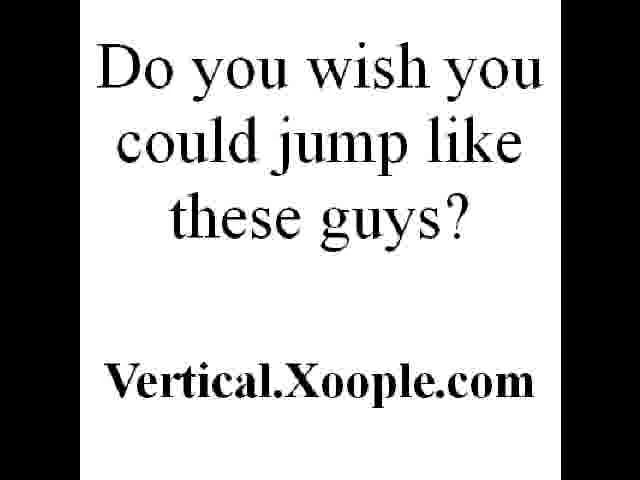 Do you wish you
could jump like
these guys?
Vertical.Xoople.com